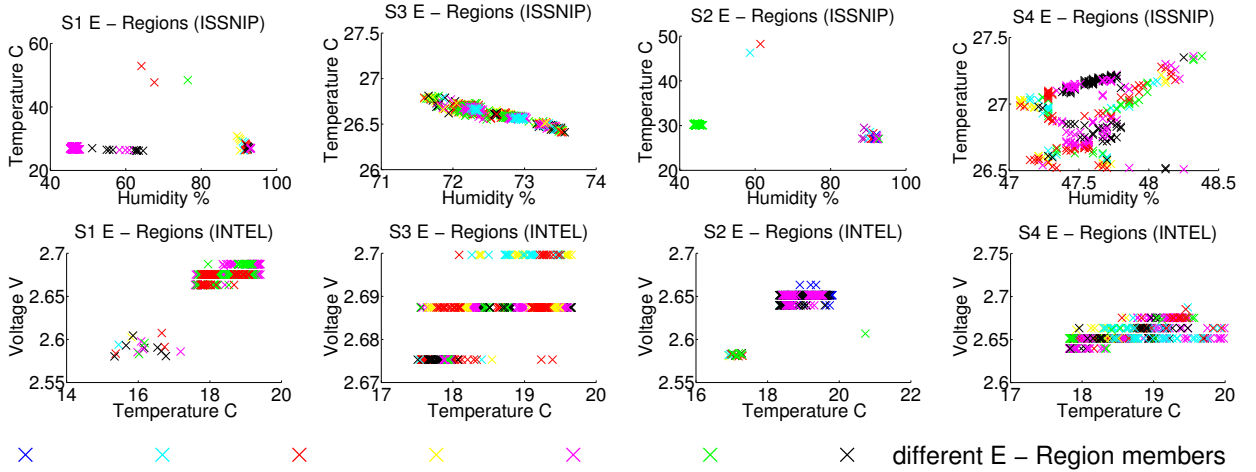 S1 E − Regions (ISSNIP)
Temperature C
60
40
20
40 60 80 100
Humidity %
S3 E − Regions (ISSNIP)
Temperature C
27.5
27
26.5
26
71 72 73 74
Humidity %
S2 E − Regions (ISSNIP)
Temperature C
50
40
30
20
40 60 80 100
Humidity %
S4 E − Regions (ISSNIP)
Temperature C
27.5
27
26.5
47 47.5 48 48.5
Humidity %
S1 E − Regions (INTEL)
Voltage V
2.7
2.65
2.6
2.55
14 16 18 20
Temperature C
S3 E − Regions (INTEL)
Voltage V
2.7
2.69
2.68
2.67
17 18 19 20
Temperature C
S2 E − Regions (INTEL)
Voltage V
2.7
2.65
2.6
2.55
16 18 20 22
Temperature C
S4 E − Regions (INTEL)
Voltage V
2.75
2.7
2.65
2.6
17 18 19 20
Temperature C
different E − Region members